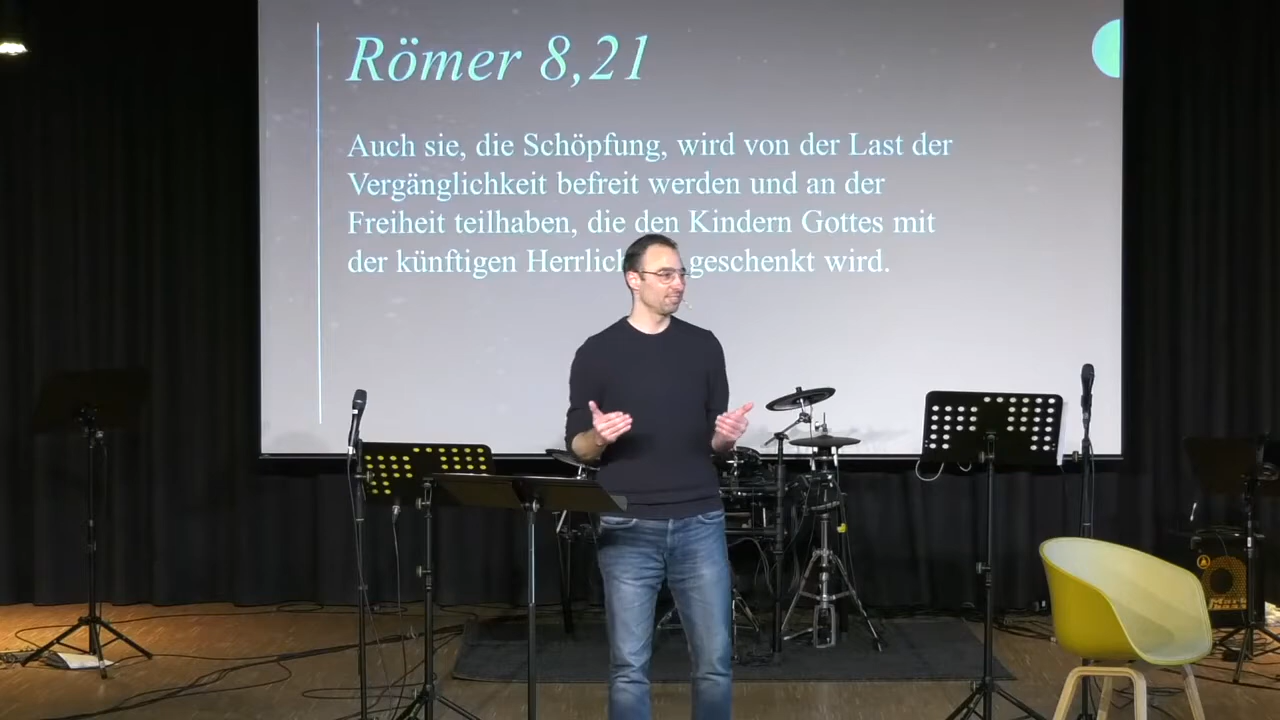 Römer 8,21
Auch sie, die Schöpfung, wird von der Last der
Vergänglichkeit befreit werden und an der
Freiheit teilhaben, die den Kindern Gottes mit
der künftigen geschenkt wird.